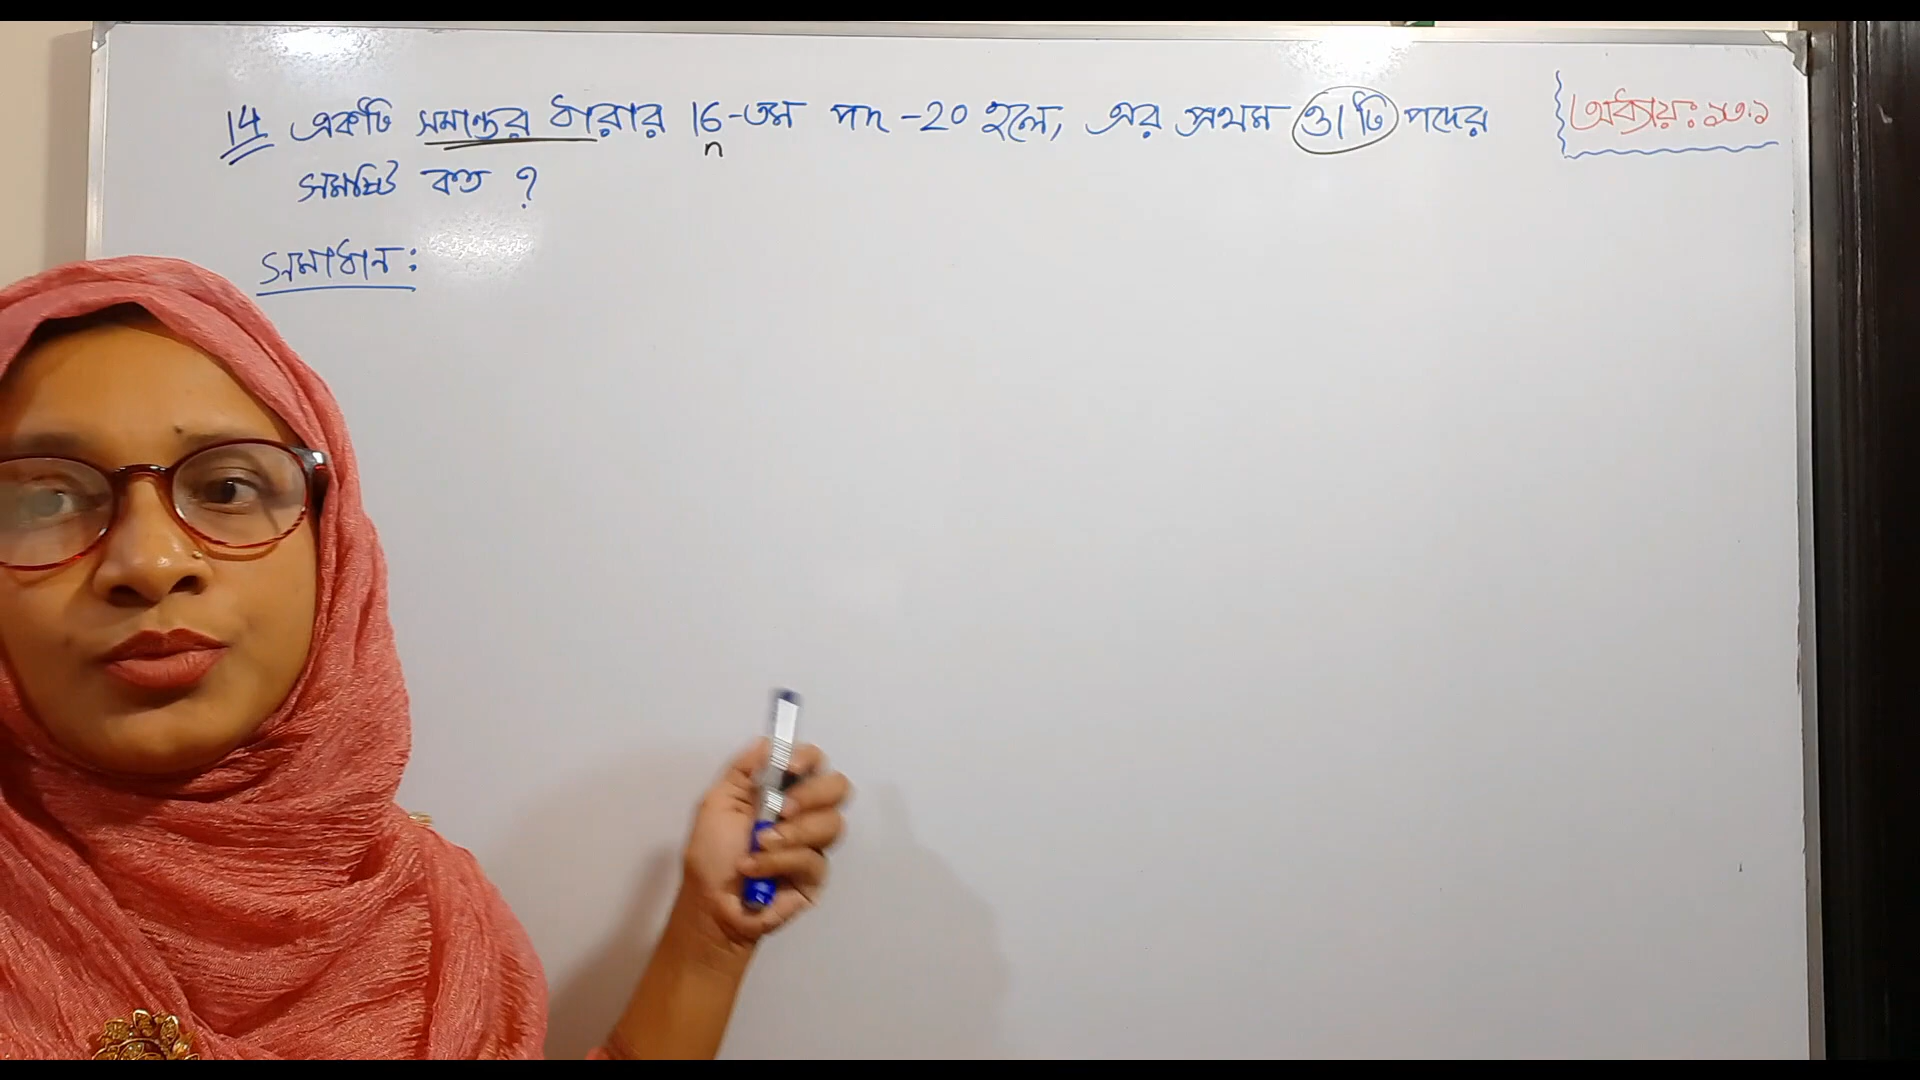 14 একটি সমান্তর ধারার 16-তম পদ -20 হলে, এর প্রথম 31 টি পদের
n
সমষ্টি কত ?
অধ্যায়ঃ ১৩.১
সমাধান: